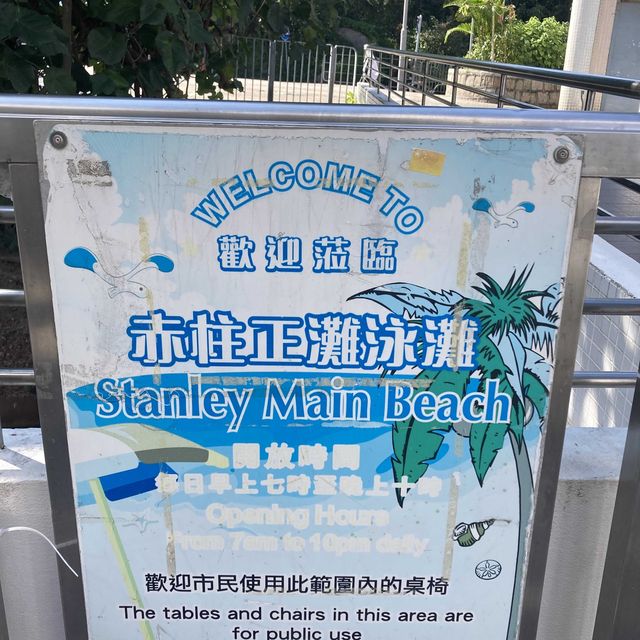 WELCOME TO
歡迎蒞臨
赤柱正灘泳灘
Stanley Main Beach
開放時間
每日早上七時至晚上十時
Opening Hours
From 7am to 10pm daily
歡迎市民使用此範圍內的桌椅
The tables and chairs in this area are
for public use